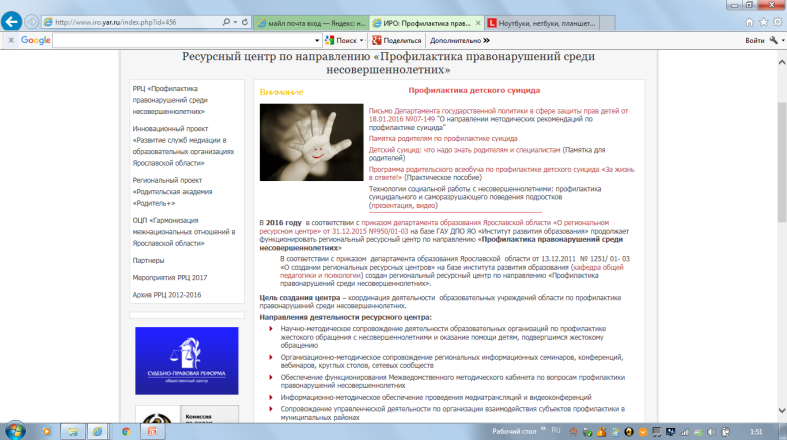 http://www.iro.yar.ru/index.php?id=456
майл почта вход — Яндекс: н...
ИРО: Профилактика прав...
Ноутбуки, нетбуки, планшет...
x Google
Поиск
Поделиться
Дополнительно »
Войти
Ресурсный центр по направлению «Профилактика правонарушений среди
несовершеннолетних»
РРЦ «Профилактика
правонарушений среди
несовершеннолетних»
Инновационный проект
«Развитие служб медиации в
образовательных организациях
Ярославской области»
Региональный проект
«Родительская академия
«Родитель+»
ОЦП «Гармонизация
межнациональных отношений в
Ярославской области»
Партнеры
Мероприятия РРЦ 2017
Архив РРЦ 2012-2016
СУДЕБНО-ПРАВОВАЯ РЕФОРМА
общественный центр
Комиссия
Внимание
Профилактика детского суицида
Письмо Департамента государственной политики в сфере защиты прав детей от
18.01.2016 №07-149 "О направлении методических рекомендаций по
профилактике суицида"
Памятка родителям по профилактике суицида
Детский суицид: что надо знать родителям и специалистам (Памятка для
родителей)
Программа родительского всеобуча по профилактике детского суицида «За жизнь
в ответе!» (Практическое пособие)
Технологии социальной работы с несовершеннолетними: профилактика
суицидального и саморазрушающего поведения подростков
(презентация, видео)
В 2016 году в соответствии с приказом департамента образования Ярославской области «О региональном
ресурсном центре» от 31.12.2015 №950/01-03 на базе ГАУ ДПО ЯО «Институт развития образования» продолжает
функционировать региональный ресурсный центр по направлению «Профилактика правонарушений среди
несовершеннолетних»
В соответствии с приказом департамента образования Ярославской области от 13.12.2011 № 1251/ 01- 03
«О создании региональных ресурсных центров» на базе института развития образования (кафедра общей
педагогики и психологии) создан региональный ресурсный центр по направлению «Профилактика
правонарушений среди несовершеннолетних».
Цель создания центра – координация деятельности образовательных учреждений области по профилактике
правонарушений среди несовершеннолетних.
Направления деятельности ресурсного центра:
Научно-методическое сопровождение деятельности образовательных организаций по профилактике
жестокого обращения с несовершеннолетними и оказание помощи детям, подвергшимся жестокому
обращению
Организационно-методическое сопровождение региональных информационных семинаров, конференций,
вебинаров, круглых столов, сетевых сообществ
Обеспечение функционирования Межведомственного методического кабинета по вопросам профилактики
правонарушений несовершеннолетних
Информационно-методическое обеспечение проведения медиатрансляций и видеоконференций
Сопровождение управленческой деятельности по организации взаимодействия субъектов профилактики в
муниципальных районах
Рабочий стол » RU 1:51